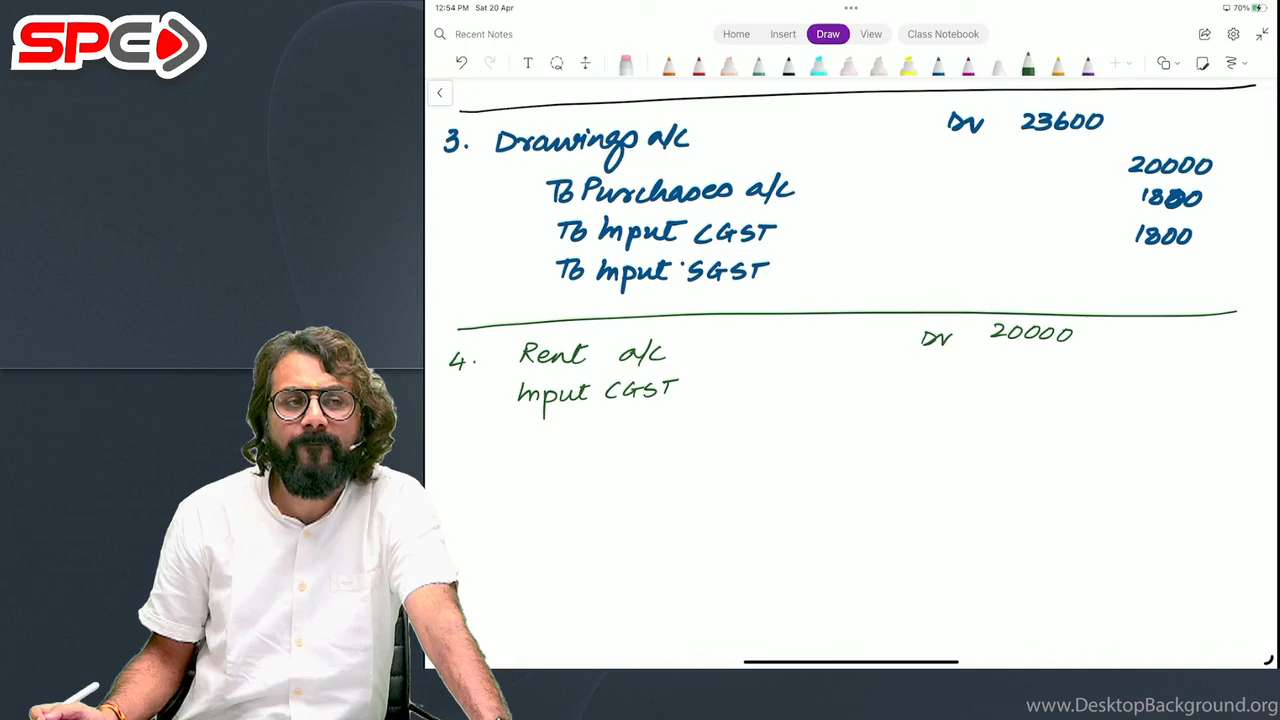 SPC
12:54 PM Sat 20 Apr
70%
Recent Notes
Home Insert Draw View Class Notebook
T
3. Drawings a/c Dr 23600
20000
To Purchases a/c 1800
To Input CGST 1800
To Input SGST
4. Rent a/c Dr 20000
Input CGST
www.DesktopBackground.org